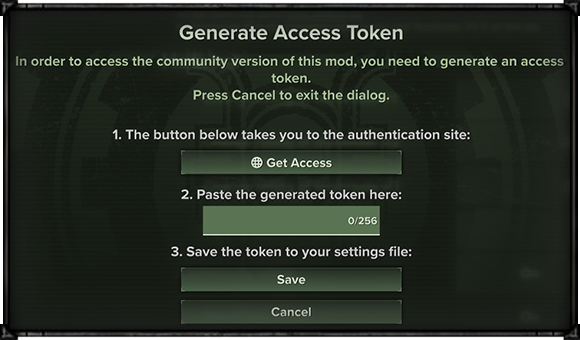 Generate Access Token
In order to access the community version of this mod, you need to generate an access
token.
Press Cancel to exit the dialog.
1. The button below takes you to the authentication site:
Get Access
2. Paste the generated token here:
0/256
3. Save the token to your settings file:
Save
Cancel